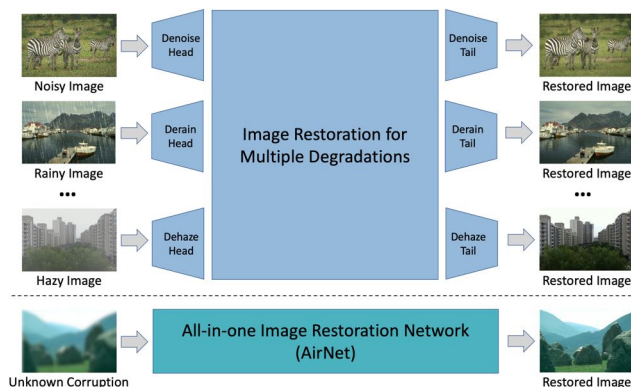 Denoise
Head
Denoise
Tail
Noisy Image
Restored Image
Image Restoration for
Multiple Degradations
Derain
Head
Derain
Tail
Rainy Image
Restored Image
•••
•••
Dehaze
Head
Dehaze
Tail
Hazy Image
Restored Image
All-in-one Image Restoration Network
(AirNet)
Unknown Corruption
Restored Image